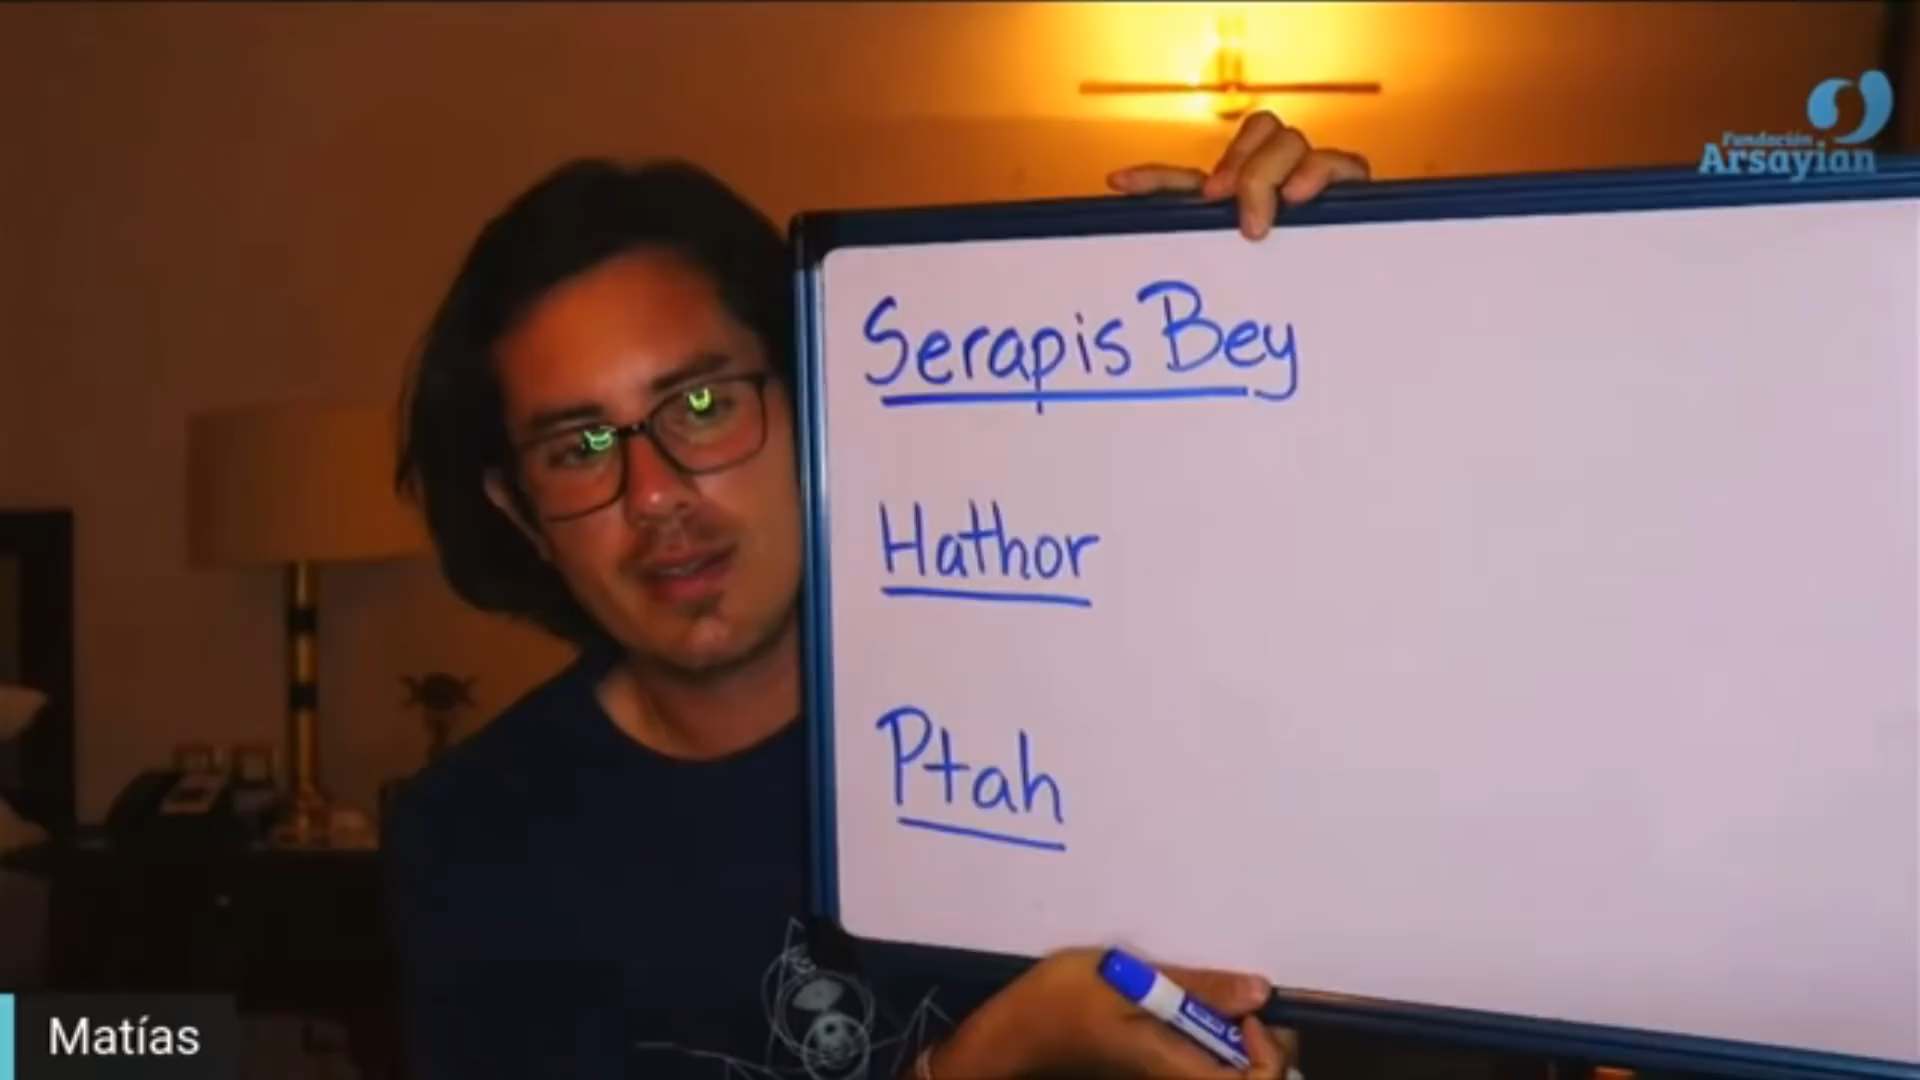 Fundación
Arsayian
Serapis Bey
Hathor
Ptah
Matías